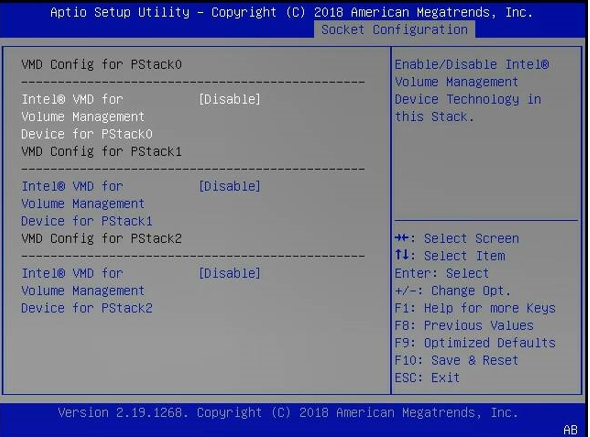 Aptio Setup Utility – Copyright (C) 2018 American Megatrends, Inc.
Socket Configuration
VMD Config for PStack0
Intel® VMD for [Disable]
Volume Management
Device for PStack0
VMD Config for PStack1
Intel® VMD for [Disable]
Volume Management
Device for PStack1
VMD Config for PStack2
Intel® VMD for [Disable]
Volume Management
Device for PStack2
Enable/Disable Intel®
Volume Management
Device Technology in
this Stack.
→←: Select Screen
↑↓: Select Item
Enter: Select
+/-: Change Opt.
F1: Help for more Keys
F8: Previous Values
F9: Optimized Defaults
F10: Save & Reset
ESC: Exit
Version 2.19.1268. Copyright (C) 2018 American Megatrends, Inc.
AB